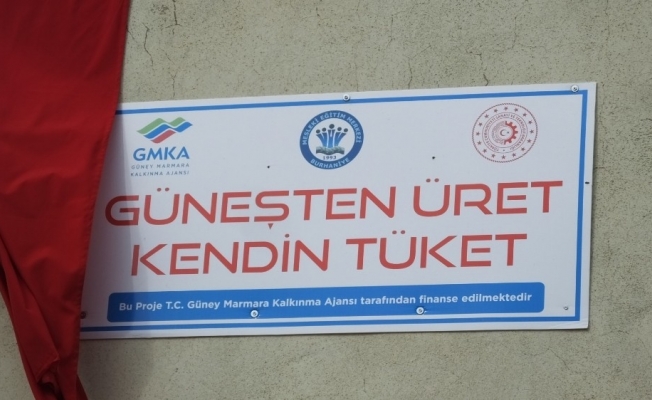 GMKA
GÜNEY MARMARA
KALKINMA AJANSI
MESLEKİ EĞİTİM MERKEZİ
1993
BURHANİYE
GÜNEŞTEN ÜRET
KENDİN TÜKET
Bu Proje T.C. Güney Marmara Kalkınma Ajansı tarafından finanse edilmektedir